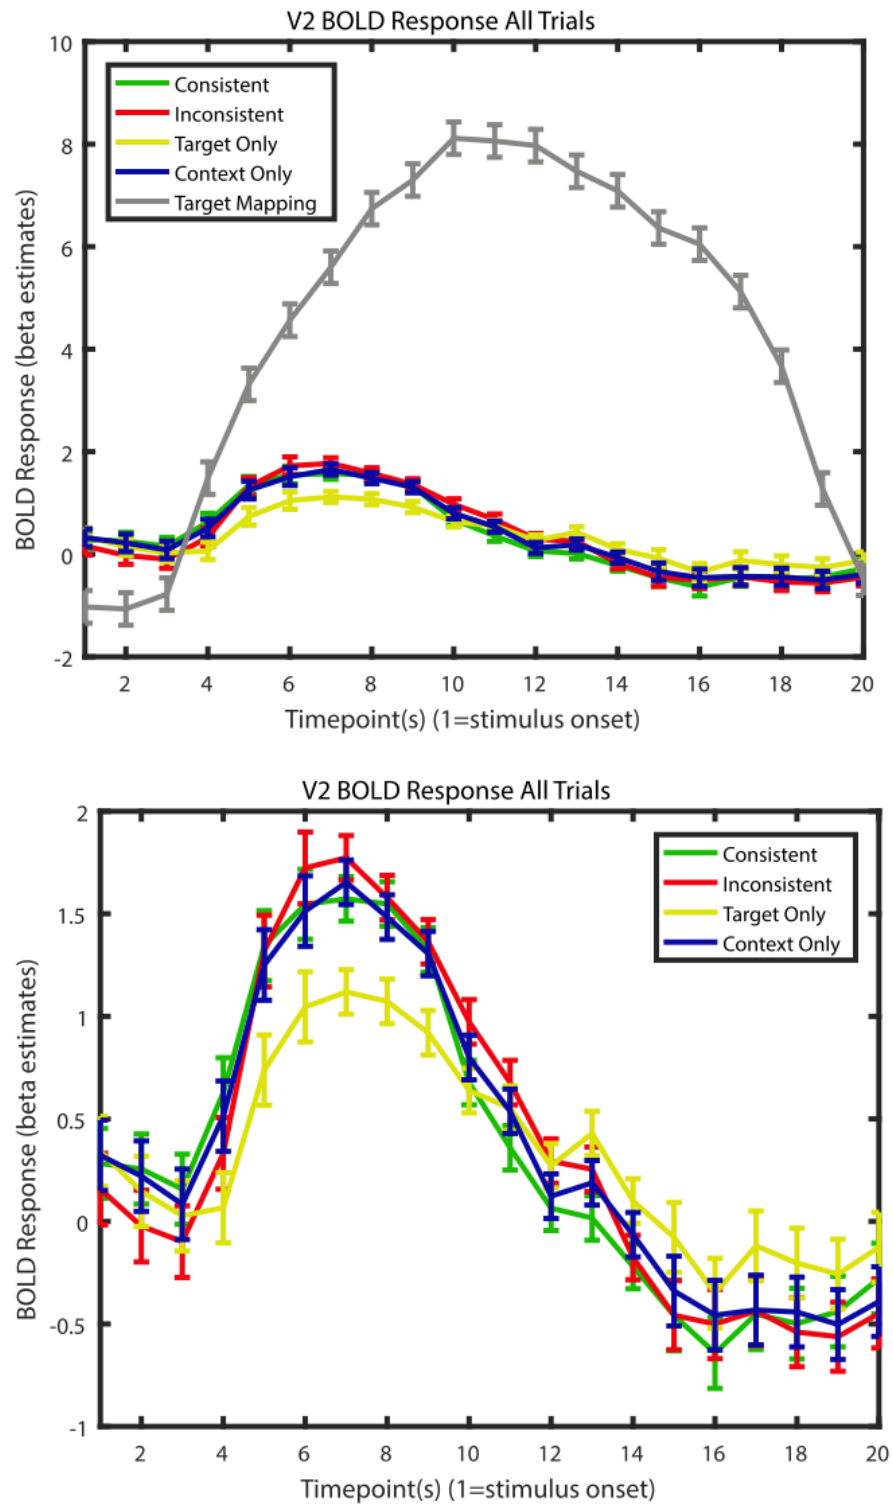 V2 BOLD Response All Trials
10
8
6
4
2
0
-2
BOLD Response (beta estimates)
Consistent
Inconsistent
Target Only
Context Only
Target Mapping
2 4 6 8 10 12 14 16 18 20
Timepoint(s) (1=stimulus onset)
V2 BOLD Response All Trials
2
1.5
1
0.5
0
-0.5
-1
BOLD Response (beta estimates)
Consistent
Inconsistent
Target Only
Context Only
2 4 6 8 10 12 14 16 18 20
Timepoint(s) (1=stimulus onset)